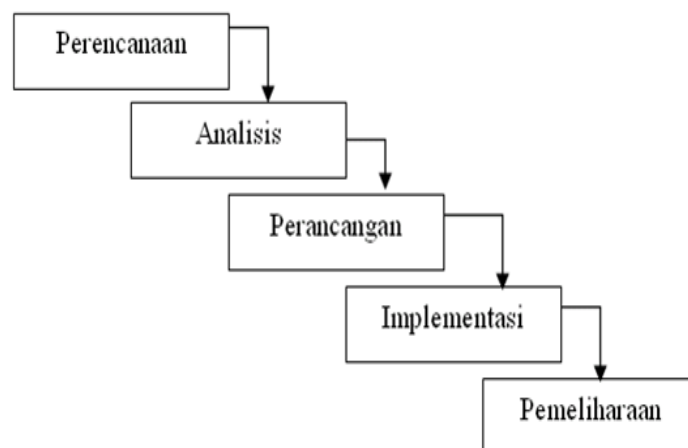 Perencanaan
Analisis
Perancangan
Implementasi
Pemeliharaan